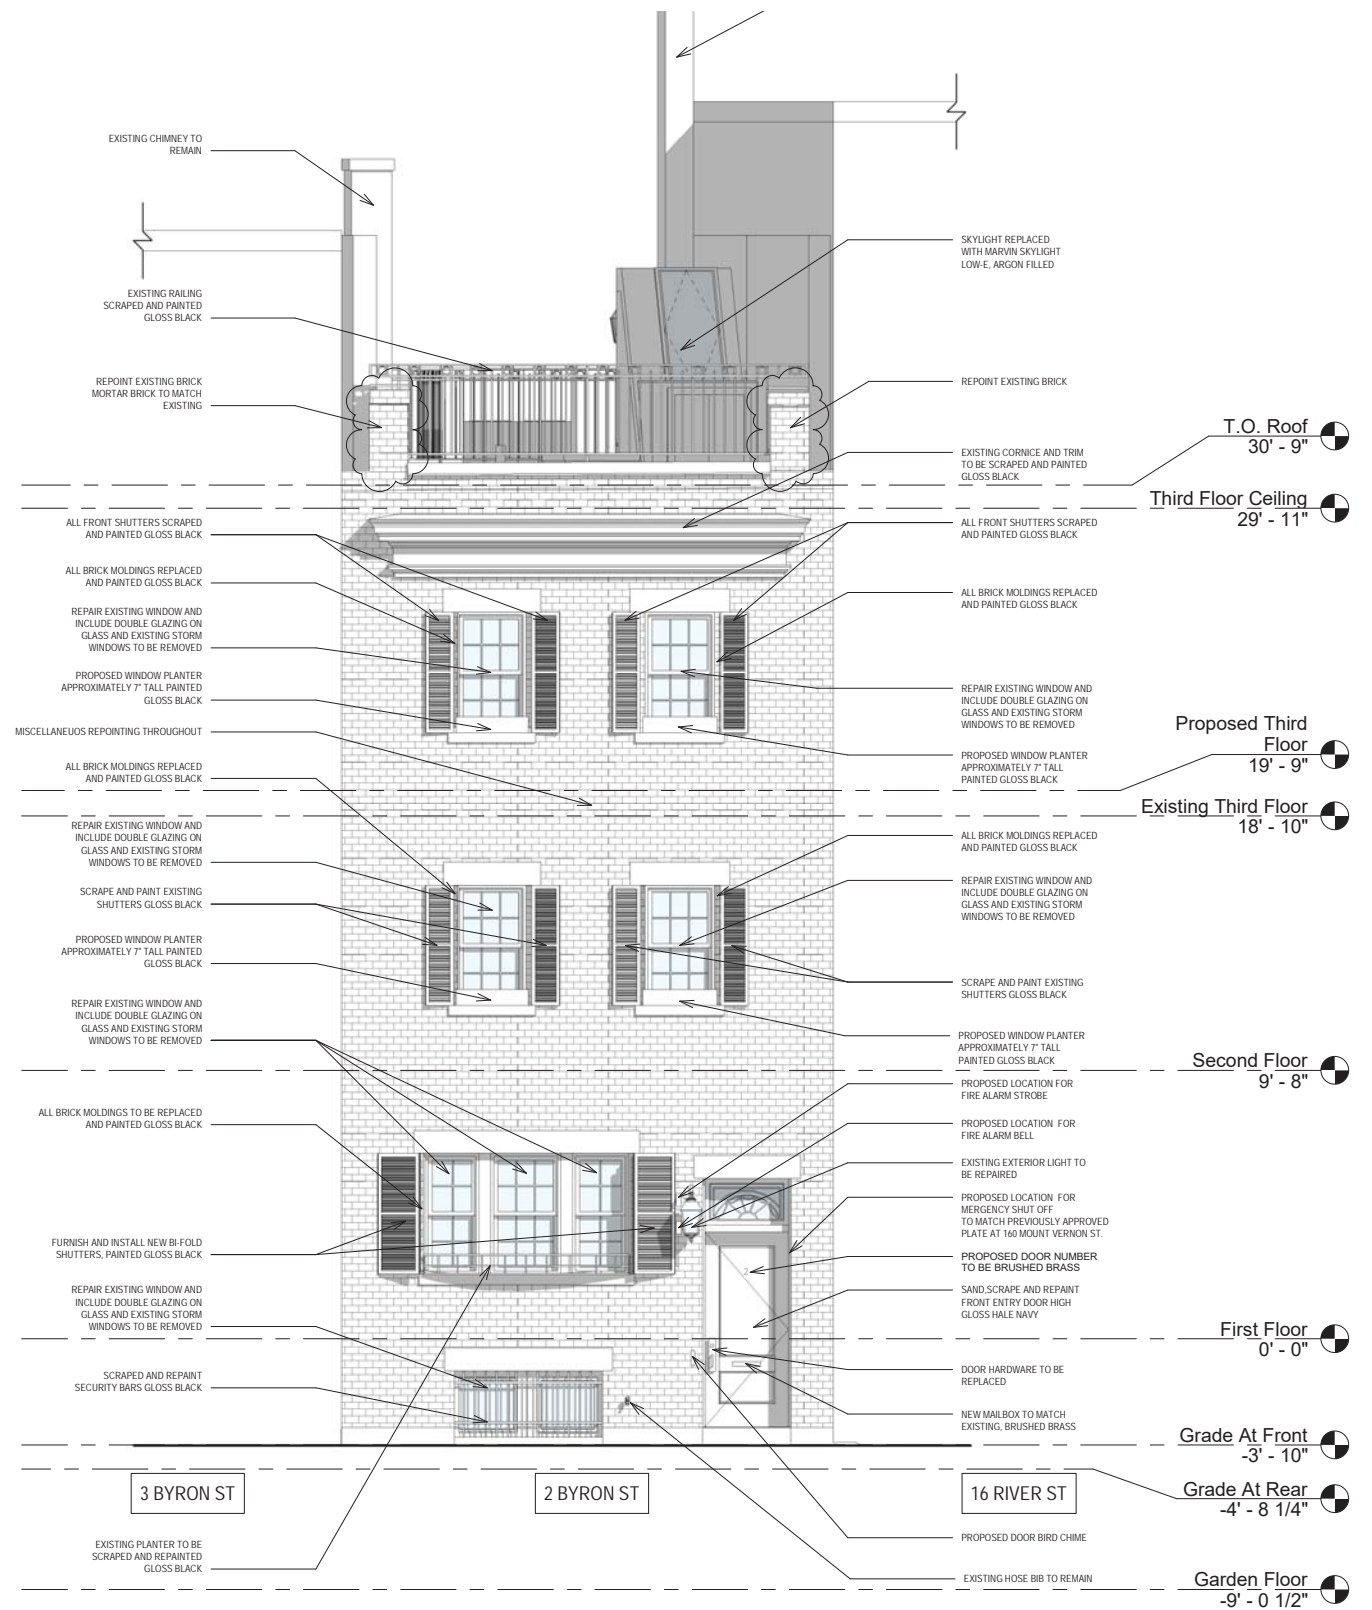 EXISTING CHIMNEY TO
REMAIN
EXISTING RAILING
SCRAPED AND PAINTED
GLOSS BLACK
REPOINT EXISTING BRICK
MORTAR BRICK TO MATCH
EXISTING
ALL FRONT SHUTTERS SCRAPED
AND PAINTED GLOSS BLACK
ALL BRICK MOLDINGS REPLACED
AND PAINTED GLOSS BLACK
REPAIR EXISTING WINDOW AND
INCLUDE DOUBLE GLAZING ON
GLASS AND EXISTING STORM
WINDOWS TO BE REMOVED
PROPOSED WINDOW PLANTER
APPROXIMATELY 7" TALL PAINTED
GLOSS BLACK
MISCELLANEUOS REPOINTING THROUGHOUT
ALL BRICK MOLDINGS REPLACED
AND PAINTED GLOSS BLACK
REPAIR EXISTING WINDOW AND
INCLUDE DOUBLE GLAZING ON
GLASS AND EXISTING STORM
WINDOWS TO BE REMOVED
SCRAPE AND PAINT EXISTING
SHUTTERS GLOSS BLACK
PROPOSED WINDOW PLANTER
APPROXIMATELY 7" TALL PAINTED
GLOSS BLACK
REPAIR EXISTING WINDOW AND
INCLUDE DOUBLE GLAZING ON
GLASS AND EXISTING STORM
WINDOWS TO BE REMOVED
ALL BRICK MOLDINGS TO BE REPLACED
AND PAINTED GLOSS BLACK
FURNISH AND INSTALL NEW BI-FOLD
SHUTTERS, PAINTED GLOSS BLACK
REPAIR EXISTING WINDOW AND
INCLUDE DOUBLE GLAZING ON
GLASS AND EXISTING STORM
WINDOWS TO BE REMOVED
SCRAPED AND REPAINT
SECURITY BARS GLOSS BLACK
3 BYRON ST
EXISTING PLANTER TO BE
SCRAPED AND REPAINTED
GLOSS BLACK
2
2 BYRON ST
SKYLIGHT REPLACED
WITH MARVIN SKYLIGHT
LOW-E, ARGON FILLED
REPOINT EXISTING BRICK
EXISTING CORNICE AND TRIM
TO BE SCRAPED AND PAINTED
GLOSS BLACK
ALL FRONT SHUTTERS SCRAPED
AND PAINTED GLOSS BLACK
ALL BRICK MOLDINGS REPLACED
AND PAINTED GLOSS BLACK
REPAIR EXISTING WINDOW AND
INCLUDE DOUBLE GLAZING ON
GLASS AND EXISTING STORM
WINDOWS TO BE REMOVED
PROPOSED WINDOW PLANTER
APPROXIMATELY 7" TALL
PAINTED GLOSS BLACK
ALL BRICK MOLDINGS REPLACED
AND PAINTED GLOSS BLACK
REPAIR EXISTING WINDOW AND
INCLUDE DOUBLE GLAZING ON
GLASS AND EXISTING STORM
WINDOWS TO BE REMOVED
SCRAPE AND PAINT EXISTING
SHUTTERS GLOSS BLACK
PROPOSED WINDOW PLANTER
APPROXIMATELY 7" TALL
PAINTED GLOSS BLACK
PROPOSED LOCATION FOR
FIRE ALARM STROBE
PROPOSED LOCATION FOR
FIRE ALARM BELL
EXISTING EXTERIOR LIGHT TO
BE REPAIRED
PROPOSED LOCATION FOR
MERGENCY SHUT OFF
TO MATCH PREVIOUSLY APPROVED
PLATE AT 160 MOUNT VERNON ST.
PROPOSED DOOR NUMBER
TO BE BRUSHED BRASS
SAND,SCRAPE AND REPAINT
FRONT ENTRY DOOR HIGH
GLOSS HALE NAVY
DOOR HARDWARE TO BE
REPLACED
NEW MAILBOX TO MATCH
EXISTING, BRUSHED BRASS
16 RIVER ST
PROPOSED DOOR BIRD CHIME
EXISTING HOSE BIB TO REMAIN
T.O. Roof
30' - 9"
Third Floor Ceiling
29' - 11"
Proposed Third
Floor
19' - 9"
Existing Third Floor
18' - 10"
Second Floor
9' - 8"
First Floor
0' - 0"
Grade At Front
-3' - 10"
Grade At Rear
-4' - 8 1/4"
Garden Floor
-9' - 0 1/2"